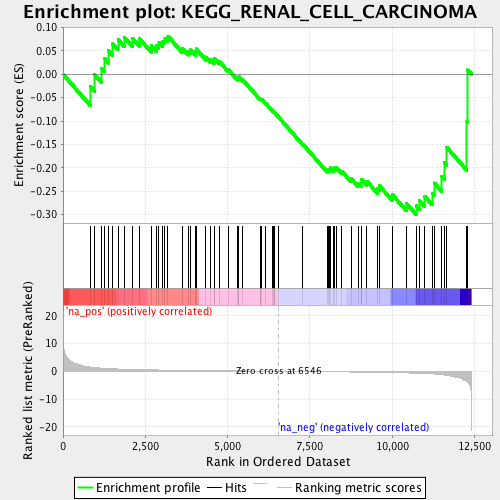 Enrichment plot: KEGG_RENAL_CELL_CARCINOMA
Enrichment score (ES)
0.10
0.05
0.00
-0.05
-0.10
-0.15
-0.20
-0.25
-0.30
'na_pos' (positively correlated)
Ranked list metric (PreRanked)
20
10
0
-10
-20
Zero cross at 6546
'na_neg' (negatively correlated)
0
2,500
5,000
7,500
10,000
12,500
Rank in Ordered Dataset
Enrichment profile
Hits
Ranking metric scores